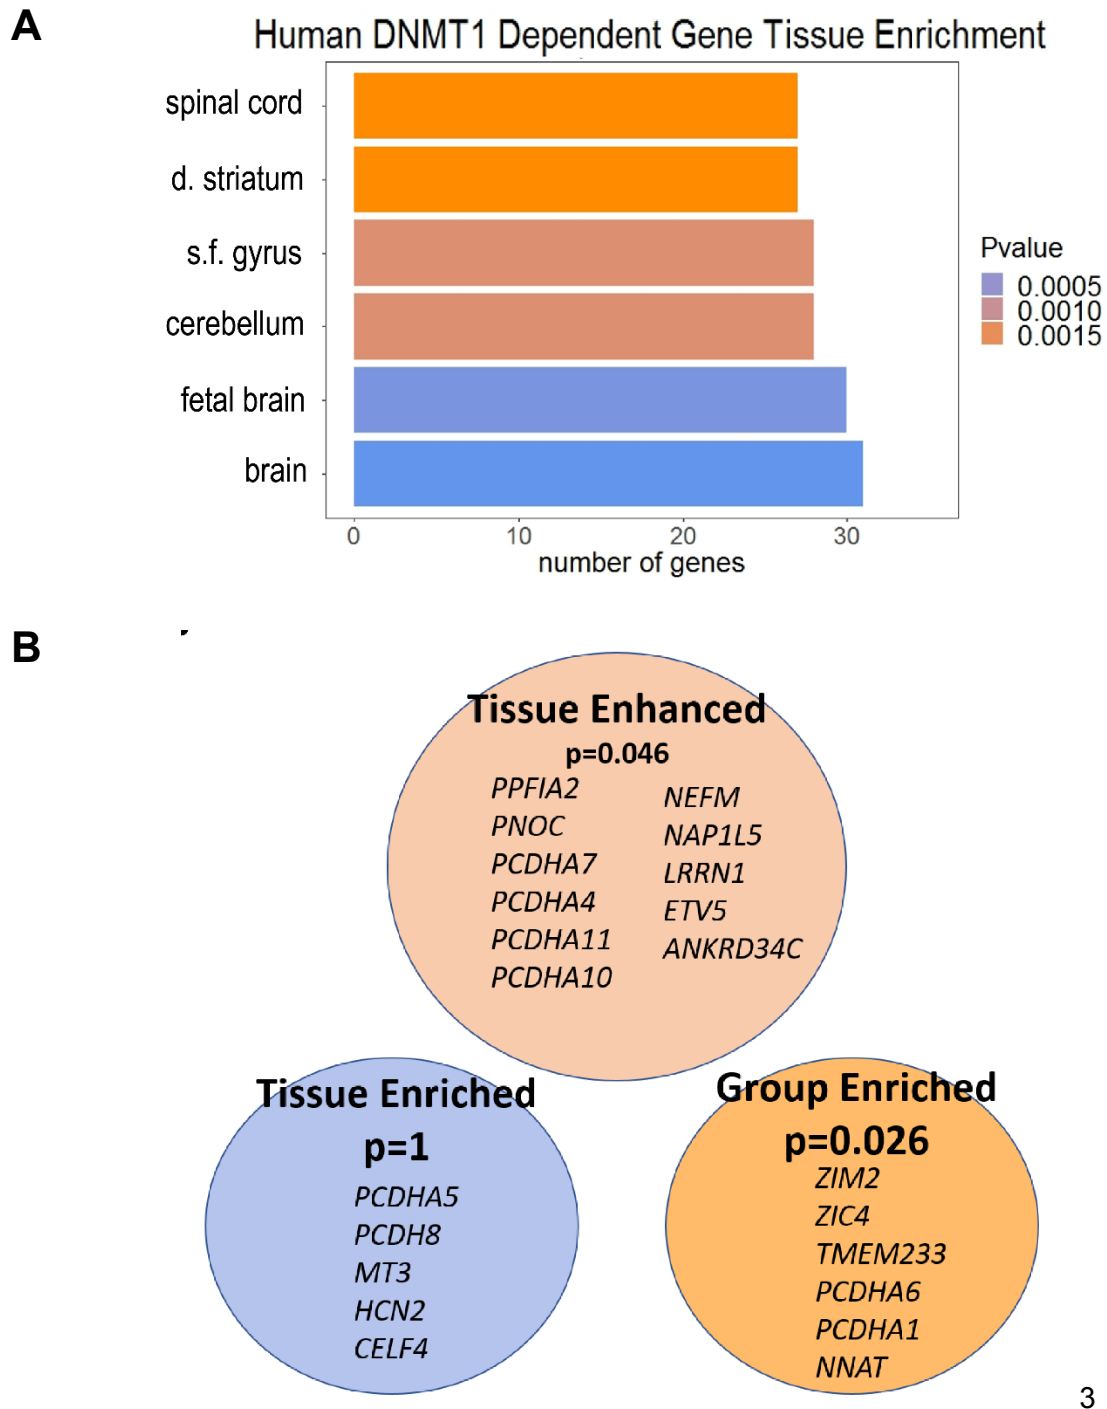 A
Human DNMT1 Dependent Gene Tissue Enrichment
spinal cord
d. striatum
s.f. gyrus
cerebellum
fetal brain
brain
0 10 20 30
number of genes
Pvalue
0.0005
0.0010
0.0015
B
Tissue Enhanced
p=0.046
PPFIA2
PNOC
PCDHA7
PCDHA4
PCDHA11
PCDHA10
NEFM
NAP1L5
LRRN1
ETV5
ANKRD34C
Tissue Enriched
p=1
PCDHA5
PCDH8
MT3
HCN2
CELF4
Group Enriched
p=0.026
ZIM2
ZIC4
TMEM233
PCDHA6
PCDHA1
NNAT
3